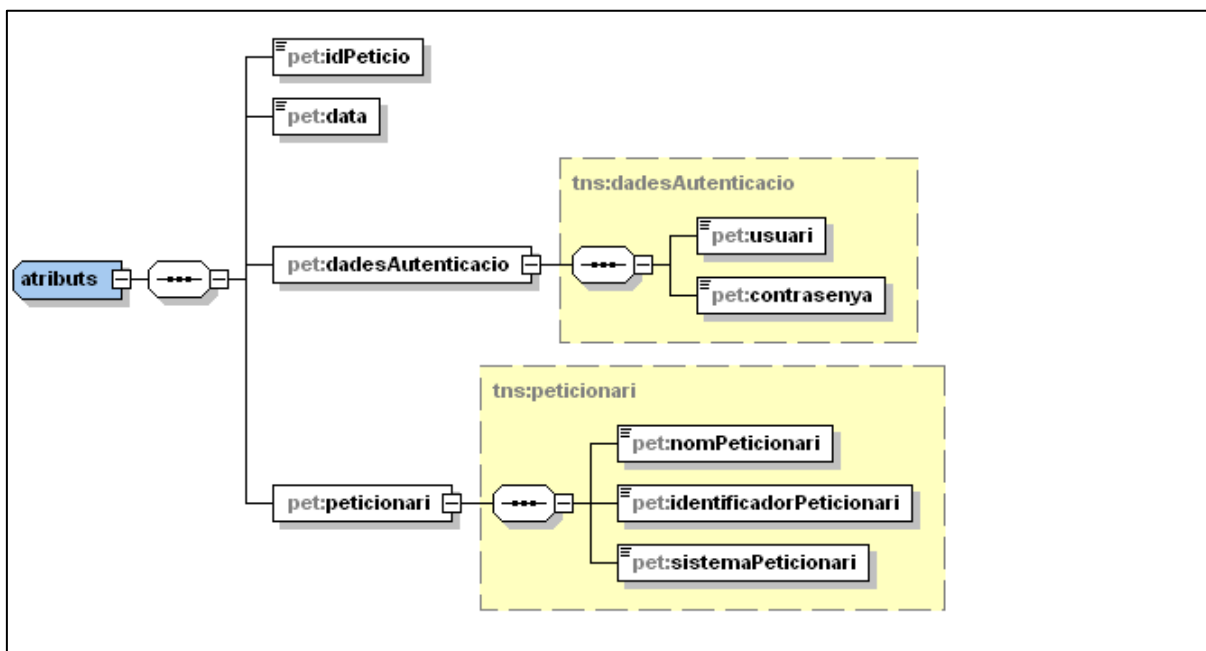 pet:idPeticio
pet:data
tns:dadesAutenticacio
pet:usuari
atributs
pet:dadesAutenticacio
pet:contrasenya
tns:peticionari
pet:nomPeticionari
pet:peticionari
pet:identificadorPeticionari
pet:sistemaPeticionari